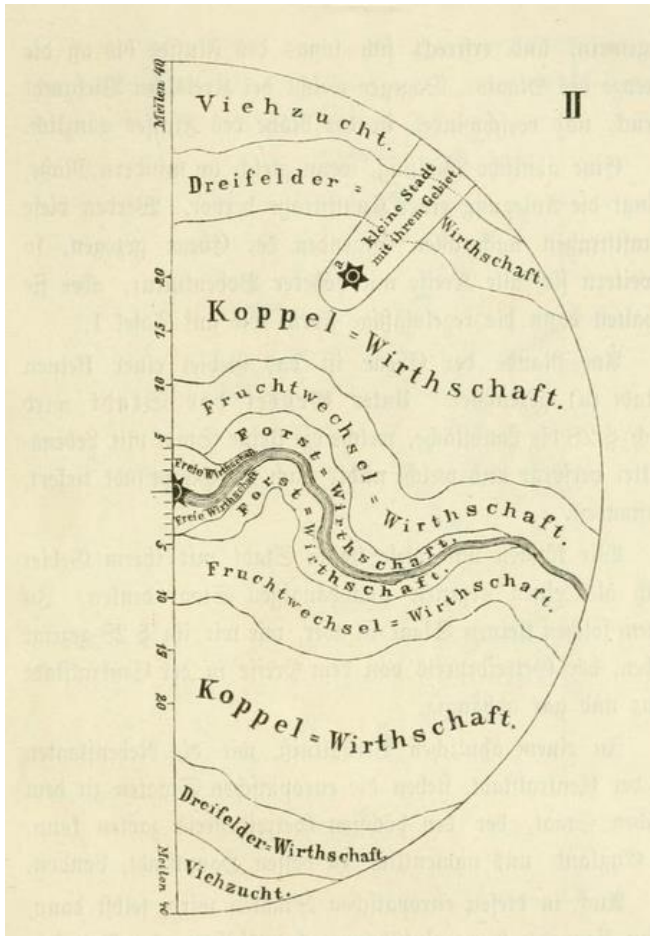 II
Meilen 40
Viehzucht.
Dreifelder =
Kleine Stadt
mit ihrem Gebiet.
a
Wirthschaft.
20
15
Koppel = Wirthschaft.
10
Fruchtwechsel = Wirthschaft.
5
Forst = Wirthschaft.
Freie Wirthschaft
Freie Wirthschaft
Forst = Wirthschaft.
5
Fruchtwechsel = Wirthschaft.
10
15
Koppel = Wirthschaft.
20
Dreifelder = Wirthschaft.
Viehzucht.
Meilen 40